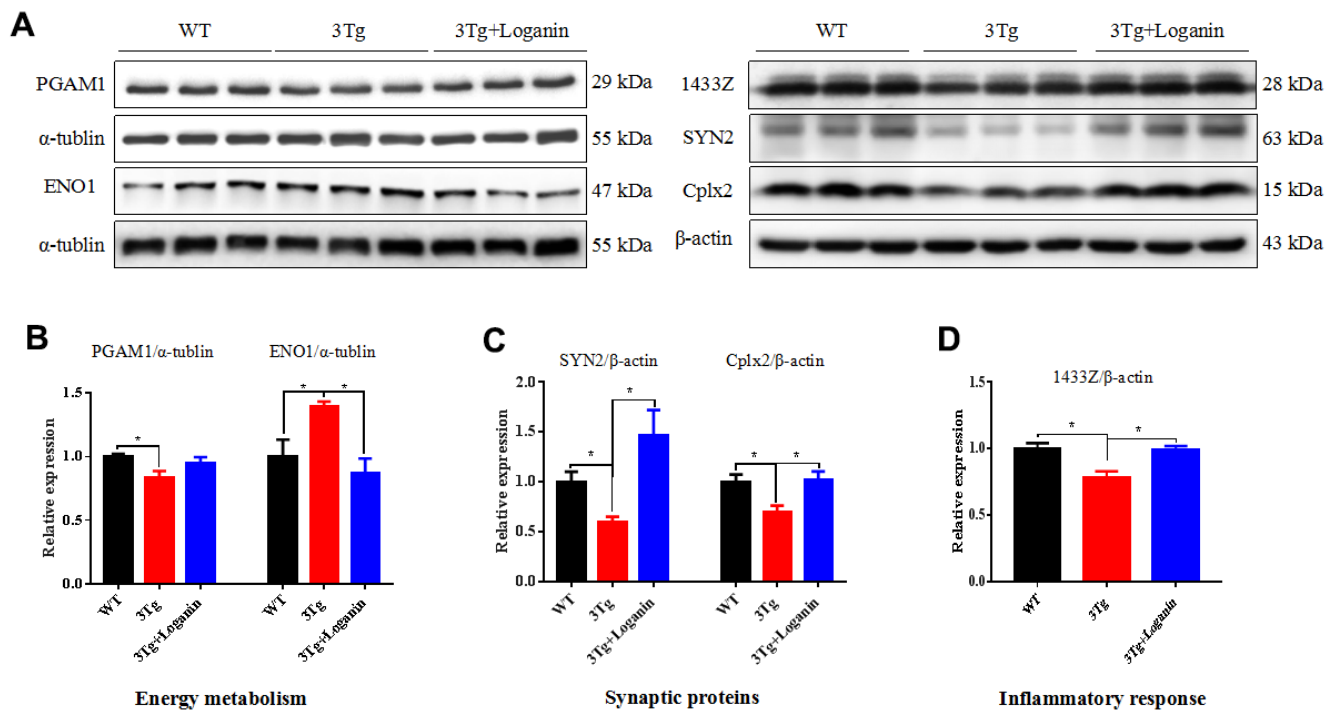 A
WT 3Tg 3Tg+Loganin
PGAM1 29 kDa
α-tublin 55 kDa
ENO1 47 kDa
α-tublin 55 kDa
WT 3Tg 3Tg+Loganin
1433Z 28 kDa
SYN2 63 kDa
Cplx2 15 kDa
β-actin 43 kDa
B
PGAM1/α-tublin ENO1/α-tublin
Relative expression
1.5
1.0
0.5
0.0
* * *
WT 3Tg 3Tg+Loganin WT 3Tg 3Tg+Loganin
Energy metabolism
C
SYN2/β-actin Cplx2/β-actin
Relative expression
2.0
1.5
1.0
0.5
0.0
* * * *
WT 3Tg 3Tg+Loganin WT 3Tg 3Tg+Loganin
Synaptic proteins
D
1433Z/β-actin
Relative expression
1.5
1.0
0.5
0.0
* *
WT 3Tg 3Tg+Loganin
Inflammatory response